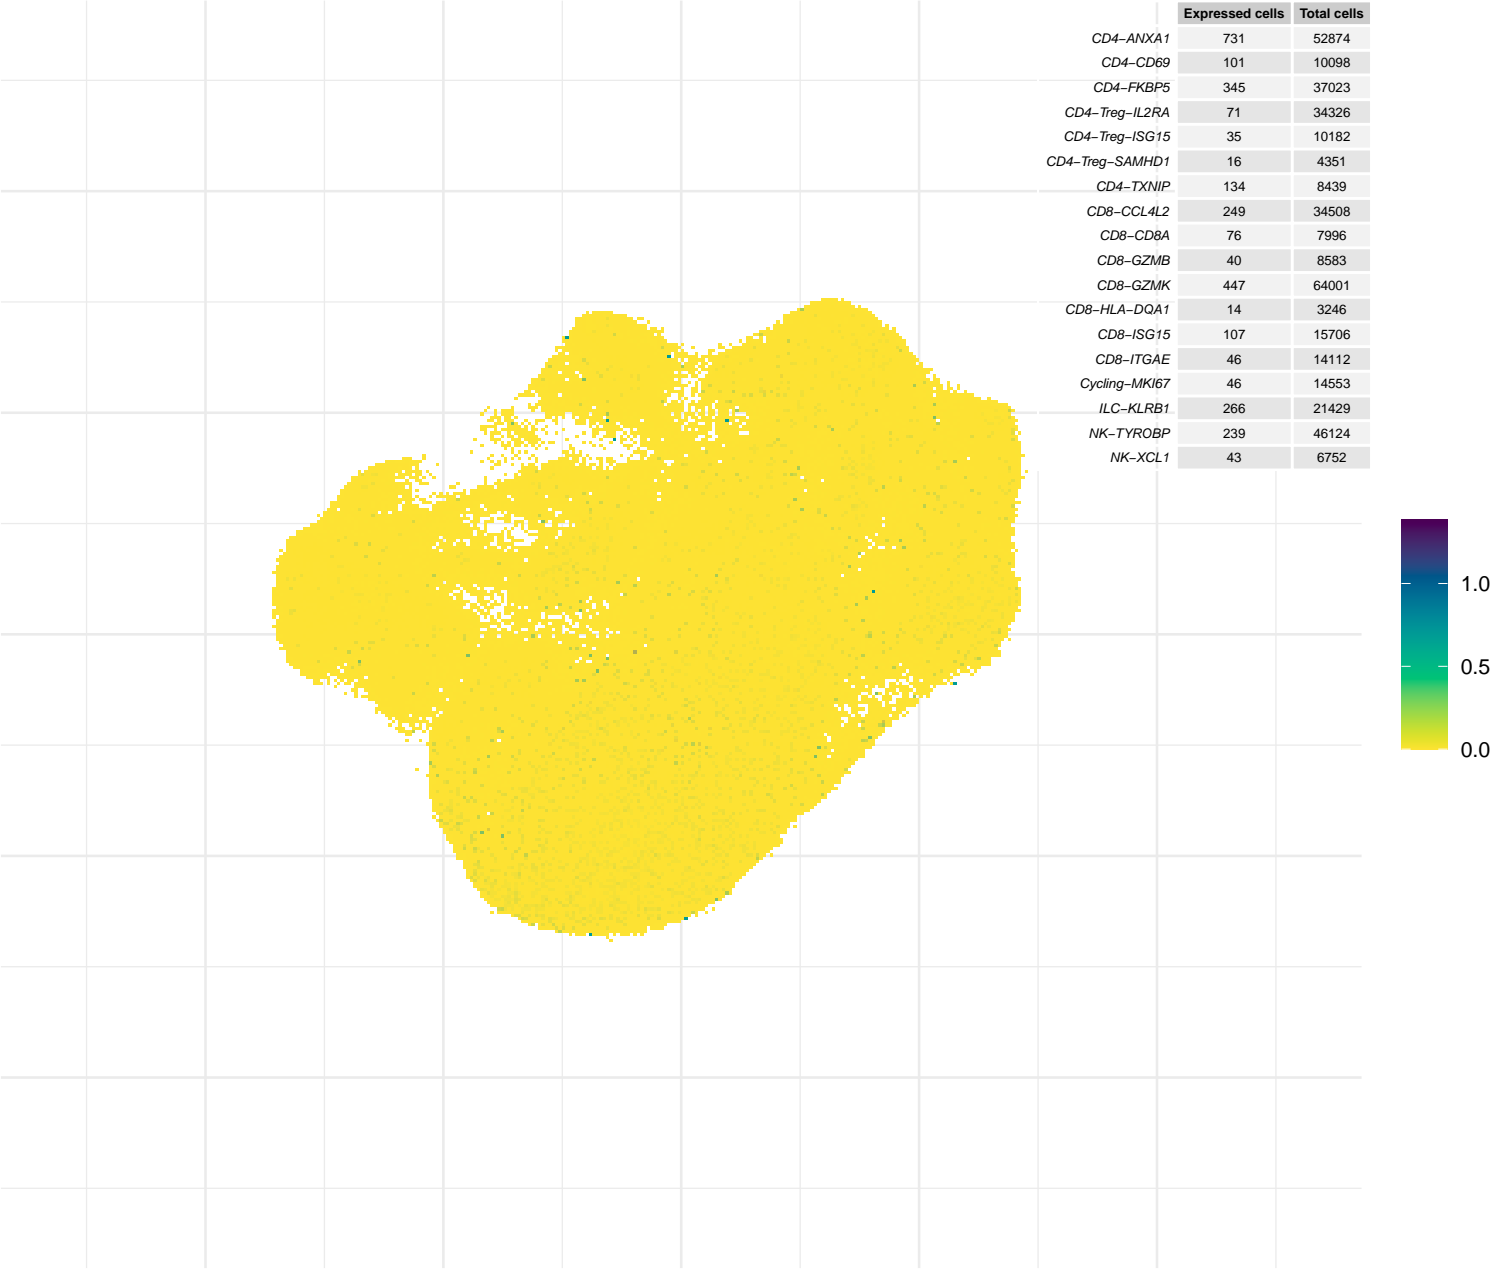 Expressed cells Total cells
CD4−ANXA1 731 52874
CD4−CD69 101 10098
CD4−FKBP5 345 37023
CD4−Treg−IL2RA 71 34326
CD4−Treg−ISG15 35 10182
CD4−Treg−SAMHD1 16 4351
CD4−TXNIP 134 8439
CD8−CCL4L2 249 34508
CD8−CD8A 76 7996
CD8−GZMB 40 8583
CD8−GZMK 447 64001
CD8−HLA−DQA1 14 3246
CD8−ISG15 107 15706
CD8−ITGAE 46 14112
Cycling−MKI67 46 14553
ILC−KLRB1 266 21429
NK−TYROBP 239 46124
NK−XCL1 43 6752
1.0
0.5
0.0